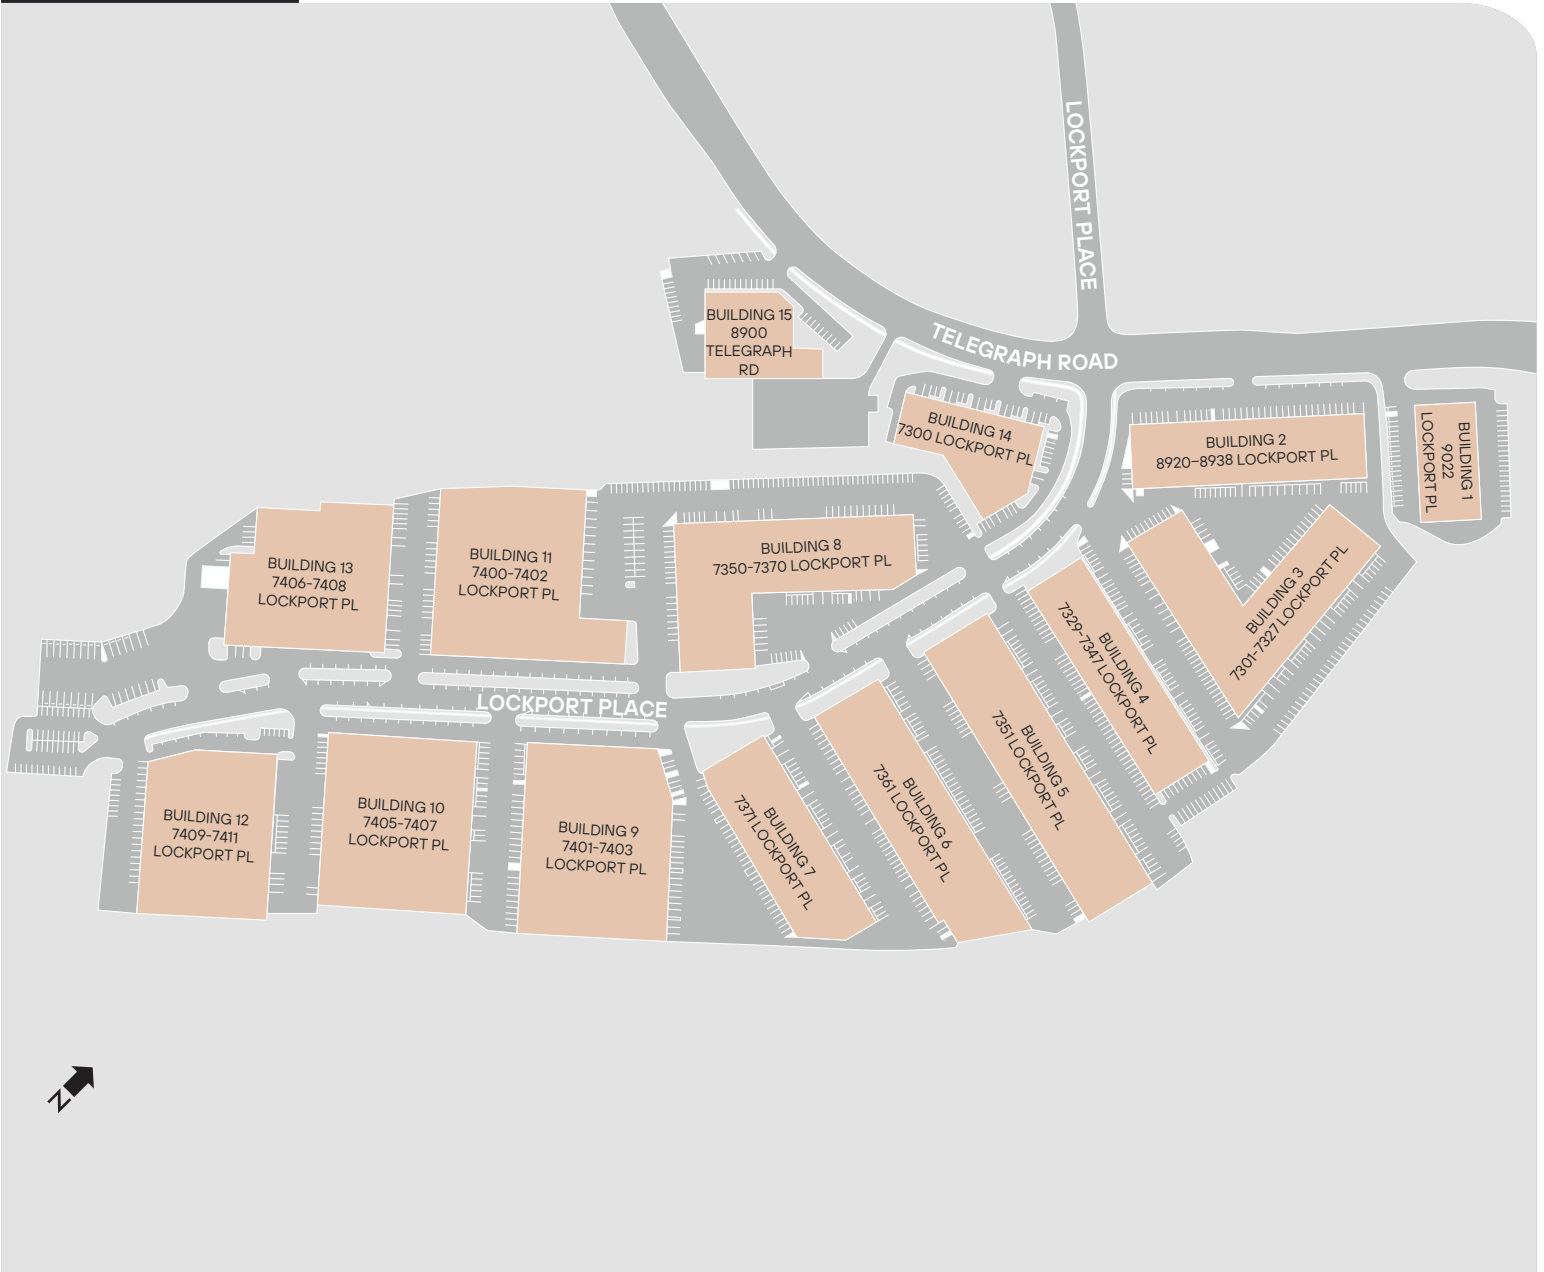 LOCKPORT PLACE
TELEGRAPH ROAD
BUILDING 15
8900
TELEGRAPH
RD
BUILDING 14
7300 LOCKPORT PL
BUILDING 2
8920-8938 LOCKPORT PL
BUILDING 1
9022
LOCKPORT PL
BUILDING 13
7406-7408
LOCKPORT PL
BUILDING 11
7400-7402
LOCKPORT PL
BUILDING 8
7350-7370 LOCKPORT PL
BUILDING 3
7301-7327 LOCKPORT PL
BUILDING 4
7329-7347 LOCKPORT PL
LOCKPORT PLACE
BUILDING 5
7351 LOCKPORT PL
BUILDING 6
7361 LOCKPORT PL
BUILDING 7
7371 LOCKPORT PL
BUILDING 12
7409-7411
LOCKPORT PL
BUILDING 10
7405-7407
LOCKPORT PL
BUILDING 9
7401-7403
LOCKPORT PL
N